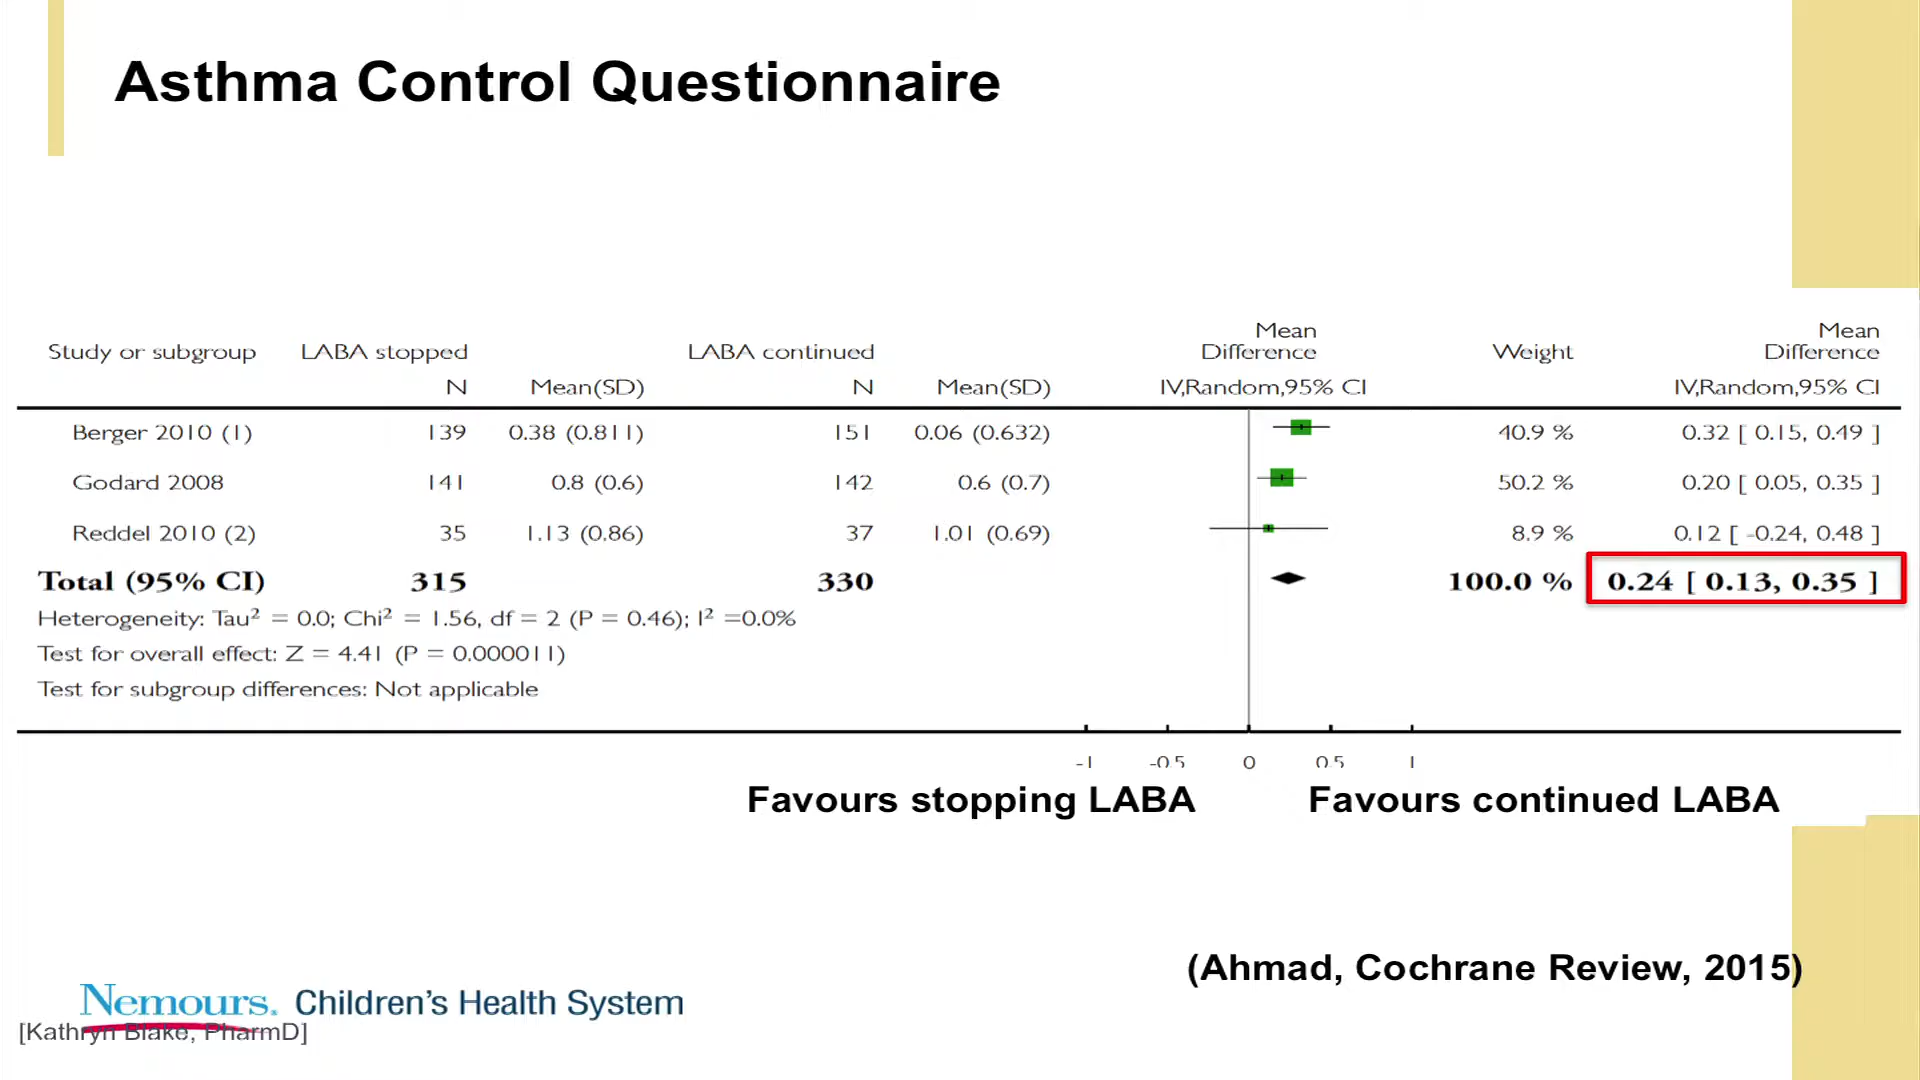 Asthma Control Questionnaire
Mean Mean
Study or subgroup LABA stopped LABA continued Difference Weight Difference
N Mean(SD) N Mean(SD) IV,Random,95% CI IV,Random,95% CI
Berger 2010 (1) 139 0.38 (0.811) 151 0.06 (0.632) 40.9 % 0.32 [ 0.15, 0.49 ]
Godard 2008 141 0.8 (0.6) 142 0.6 (0.7) 50.2 % 0.20 [ 0.05, 0.35 ]
Reddel 2010 (2) 35 1.13 (0.86) 37 1.01 (0.69) 8.9 % 0.12 [ -0.24, 0.48 ]
Total (95% CI) 315 330 100.0 % 0.24 [ 0.13, 0.35 ]
Heterogeneity: Tau² = 0.0; Chi² = 1.56, df = 2 (P = 0.46); I² =0.0%
Test for overall effect: Z = 4.41 (P = 0.000011)
Test for subgroup differences: Not applicable
-1 -0.5 0 0.5 1
Favours stopping LABA Favours continued LABA
(Ahmad, Cochrane Review, 2015)
Nemours. Children's Health System
[Kathryn Blake, PharmD]